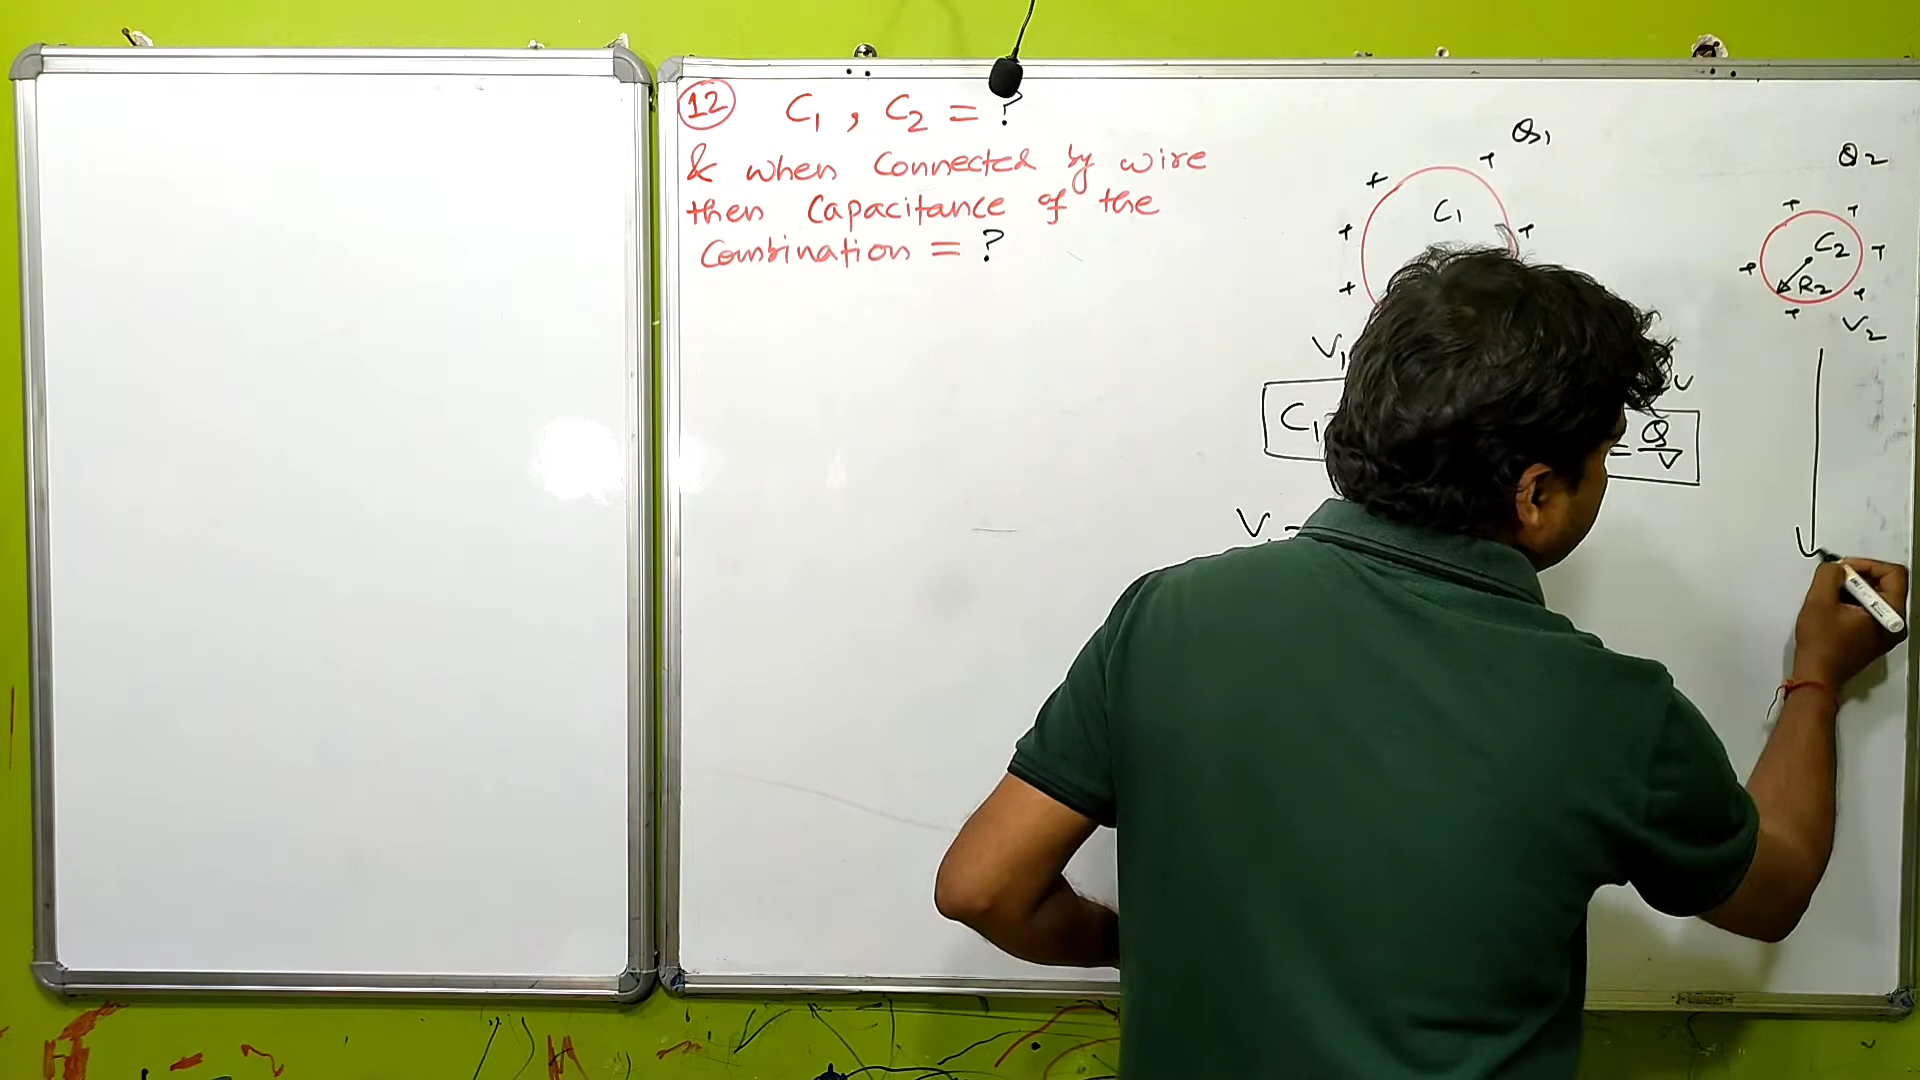 12 C1 , C2 = ?
& when connected by wire
then Capacitance of the
Combination = ?
Q1
C1
V1
Q2
C2
R2
V2
C1
= Q/V
V